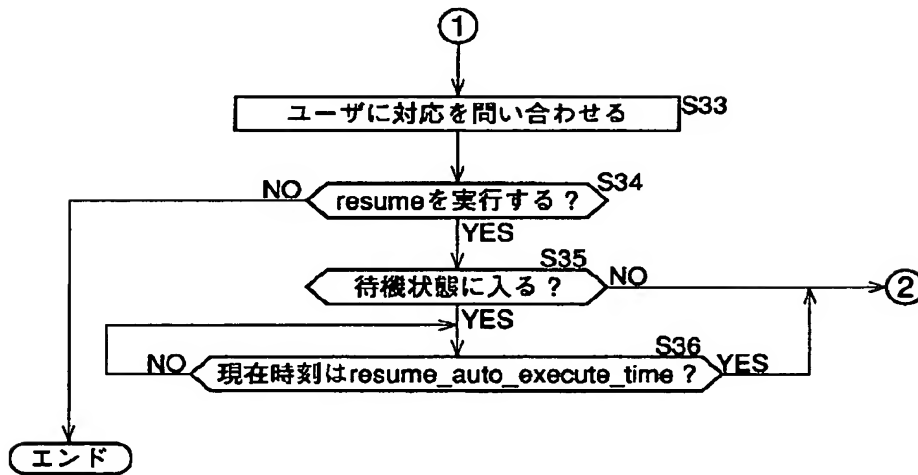 1
ユーザに対応を問い合わせる
S33
NO
S34
resumeを実行する？
YES
S35
待機状態に入る？
NO
2
YES
S36
NO
現在時刻はresume_auto_execute_time？
YES
エンド